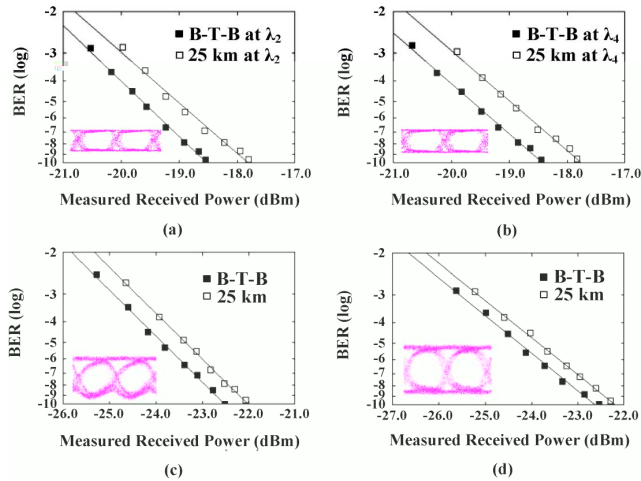 -2
-3
-4
-5
-6
-7
-8
-9
-10
BER (log)
B-T-B at λ2
25 km at λ2
-21.0 -20.0 -19.0 -18.0 -17.0
Measured Received Power (dBm)
(a)
-2
-3
-4
-5
-6
-7
-8
-9
-10
BER (log)
B-T-B at λ4
25 km at λ4
-21.0 -20.0 -19.0 -18.0 -17.0
Measured Received Power (dBm)
(b)
-2
-3
-4
-5
-6
-7
-8
-9
-10
BER (log)
B-T-B
25 km
-26.0 -25.0 -24.0 -23.0 -22.0 -21.0
Measured Received Power (dBm)
(c)
-2
-3
-4
-5
-6
-7
-8
-9
-10
BER (log)
B-T-B
25 km
-27.0 -26.0 -25.0 -24.0 -23.0 -22.0
Measured Received Power (dBm)
(d)